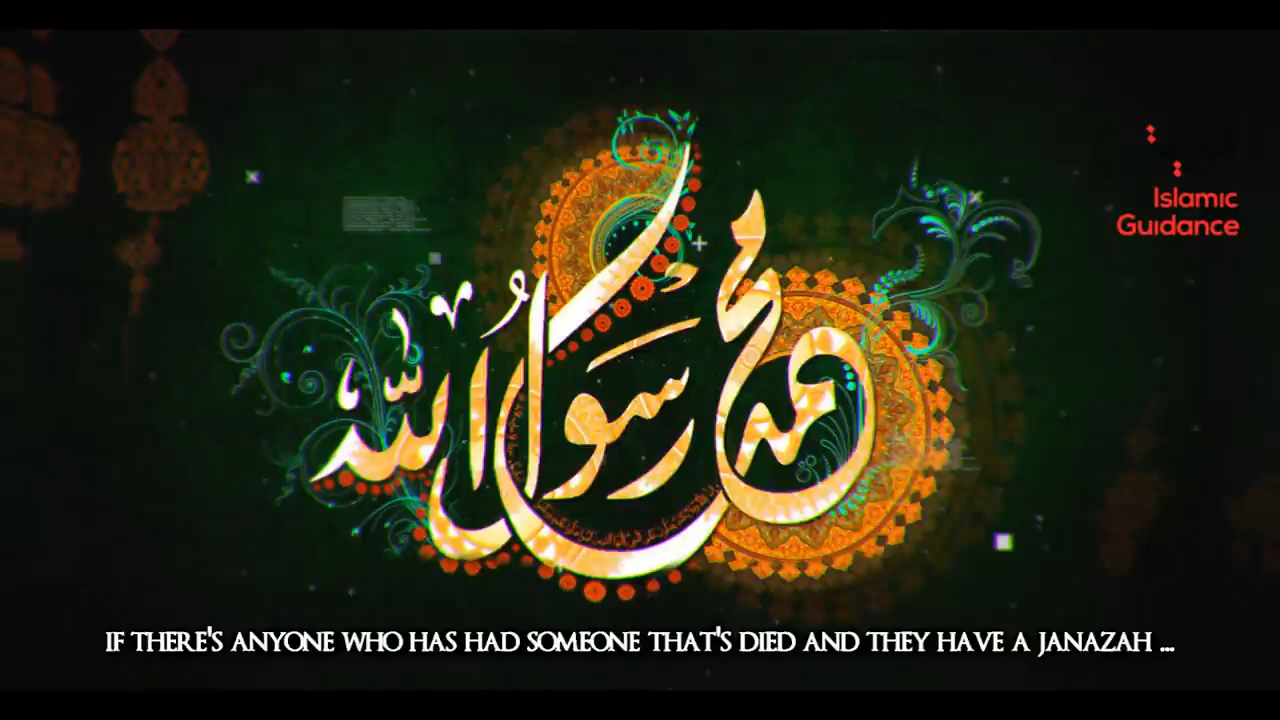 Islamic
Guidance
محمد رسول الله
IF THERE'S ANYONE WHO HAS HAD SOMEONE THAT'S DIED AND THEY HAVE A JANAZAH ...